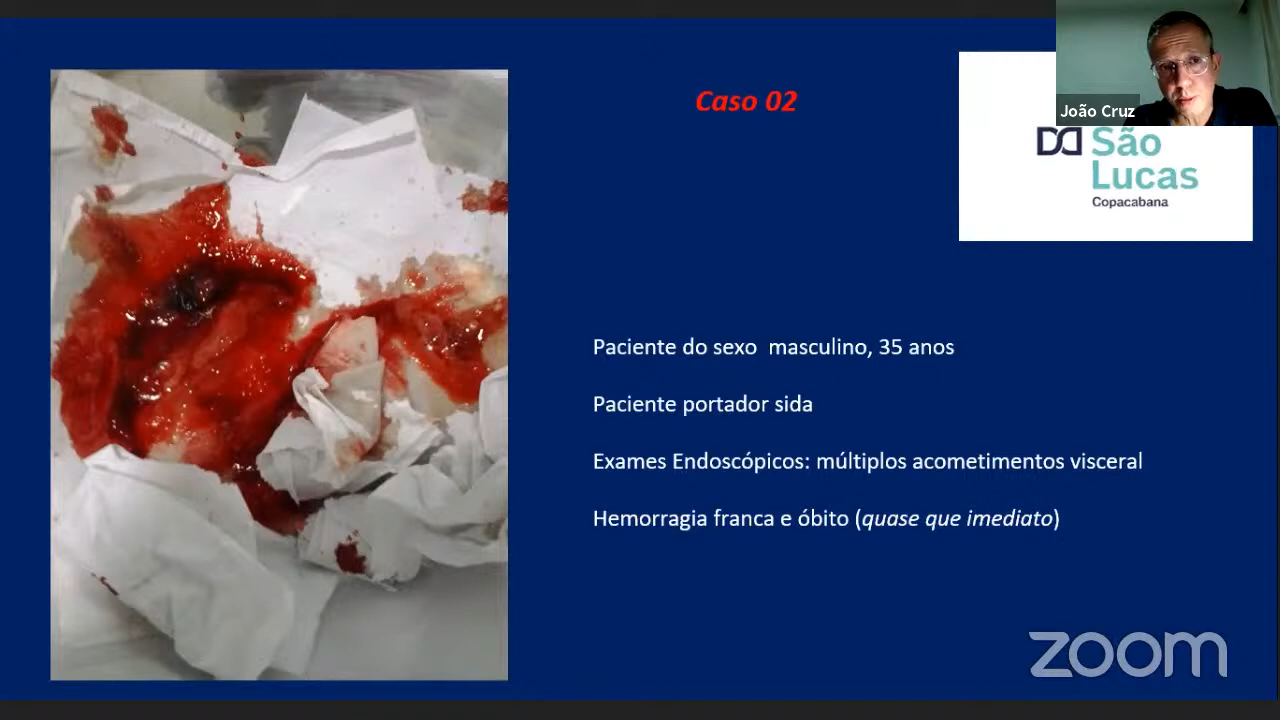 Caso 02
João Cruz
São
Lucas
Copacabana
Paciente do sexo  masculino, 35 anos
Paciente portador sida
Exames Endoscópicos: múltiplos acometimentos visceral
Hemorragia franca e óbito (quase que imediato)
zoom